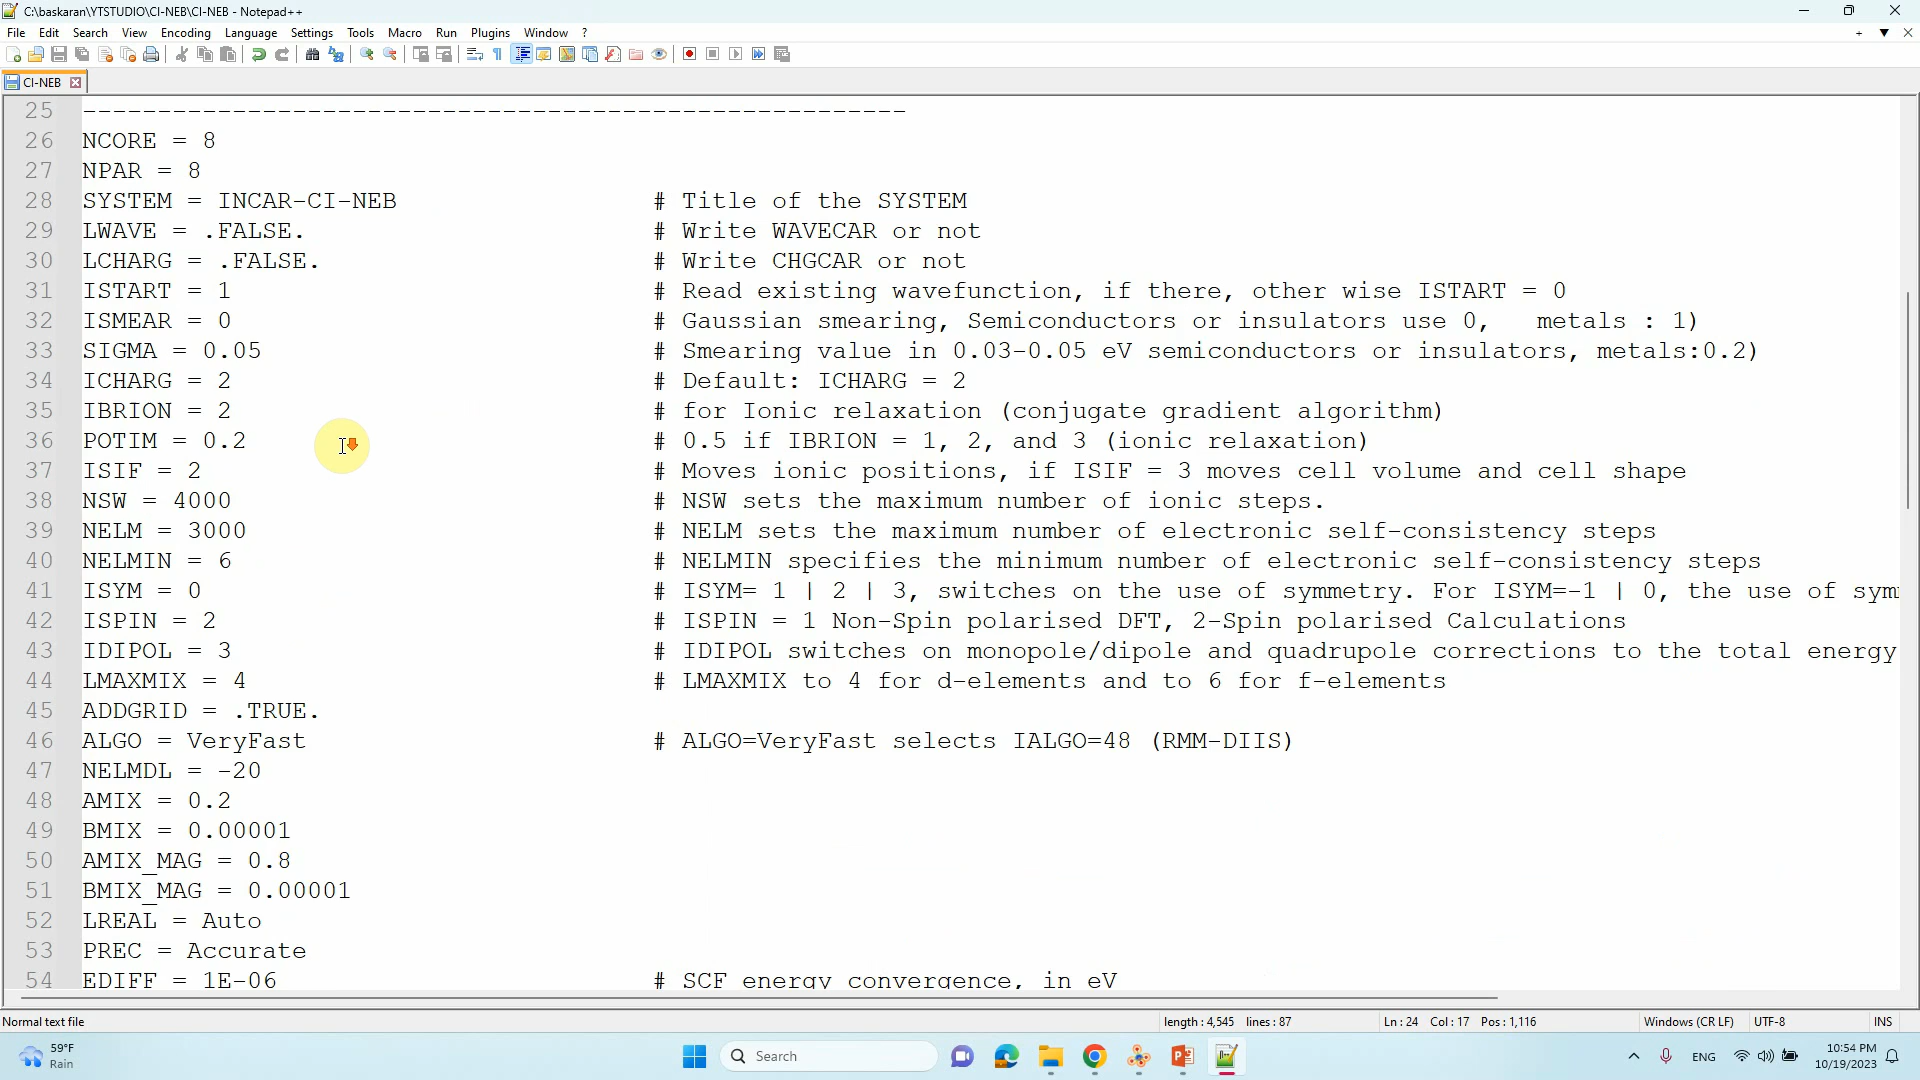 C:\baskaran\YTSTUDIO\CI-NEB\CI-NEB - Notepad++
File Edit Search View Encoding Language Settings Tools Macro Run Plugins Window ?
CI-NEB
25 -------------------------------------------------------
26 NCORE = 8
27 NPAR = 8
28 SYSTEM = INCAR-CI-NEB # Title of the SYSTEM
29 LWAVE = .FALSE. # Write WAVECAR or not
30 LCHARG = .FALSE. # Write CHGCAR or not
31 ISTART = 1 # Read existing wavefunction, if there, other wise ISTART = 0
32 ISMEAR = 0 # Gaussian smearing, Semiconductors or insulators use 0, metals : 1)
33 SIGMA = 0.05 # Smearing value in 0.03-0.05 eV semiconductors or insulators, metals:0.2)
34 ICHARG = 2 # Default: ICHARG = 2
35 IBRION = 2 # for Ionic relaxation (conjugate gradient algorithm)
36 POTIM = 0.2 # 0.5 if IBRION = 1, 2, and 3 (ionic relaxation)
37 ISIF = 2 # Moves ionic positions, if ISIF = 3 moves cell volume and cell shape
38 NSW = 4000 # NSW sets the maximum number of ionic steps.
39 NELM = 3000 # NELM sets the maximum number of electronic self-consistency steps
40 NELMIN = 6 # NELMIN specifies the minimum number of electronic self-consistency steps
41 ISYM = 0 # ISYM= 1 | 2 | 3, switches on the use of symmetry. For ISYM=-1 | 0, the use of sym
42 ISPIN = 2 # ISPIN = 1 Non-Spin polarised DFT, 2-Spin polarised Calculations
43 IDIPOL = 3 # IDIPOL switches on monopole/dipole and quadrupole corrections to the total energy
44 LMAXMIX = 4 # LMAXMIX to 4 for d-elements and to 6 for f-elements
45 ADDGRID = .TRUE.
46 ALGO = VeryFast # ALGO=VeryFast selects IALGO=48 (RMM-DIIS)
47 NELMDL = -20
48 AMIX = 0.2
49 BMIX = 0.00001
50 AMIX_MAG = 0.8
51 BMIX_MAG = 0.00001
52 LREAL = Auto
53 PREC = Accurate
54 EDIFF = 1E-06 # SCF energy convergence, in eV
Normal text file length : 4,545 lines : 87 Ln : 24 Col : 17 Pos : 1,116 Windows (CR LF) UTF-8 INS
59°F
Rain
Search
ENG
10:54 PM
10/19/2023